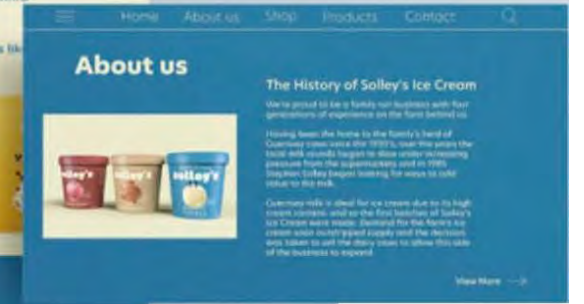 Home About us Shop Products Contact
About us
The History of Solley's Ice Cream
We're proud to be a family run business with four
generations of experience on the farm behind us.
Having been the home to the family's herd of
Guernsey cows since the 1930's, over the years the
local milk rounds began to slow under increasing
pressure from the supermarkets and in 1985
Stephen Solley began looking for ways to add
value to the milk.
Guernsey milk is ideal for ice cream due to its high
cream content, and so the first batches of Solley's
Ice Cream were made. Demand for the farm's ice
cream soon outstripped supply and the decision
was taken to sell the dairy cows to allow this side
of the business to expand.
solley's solley's solley's
View More